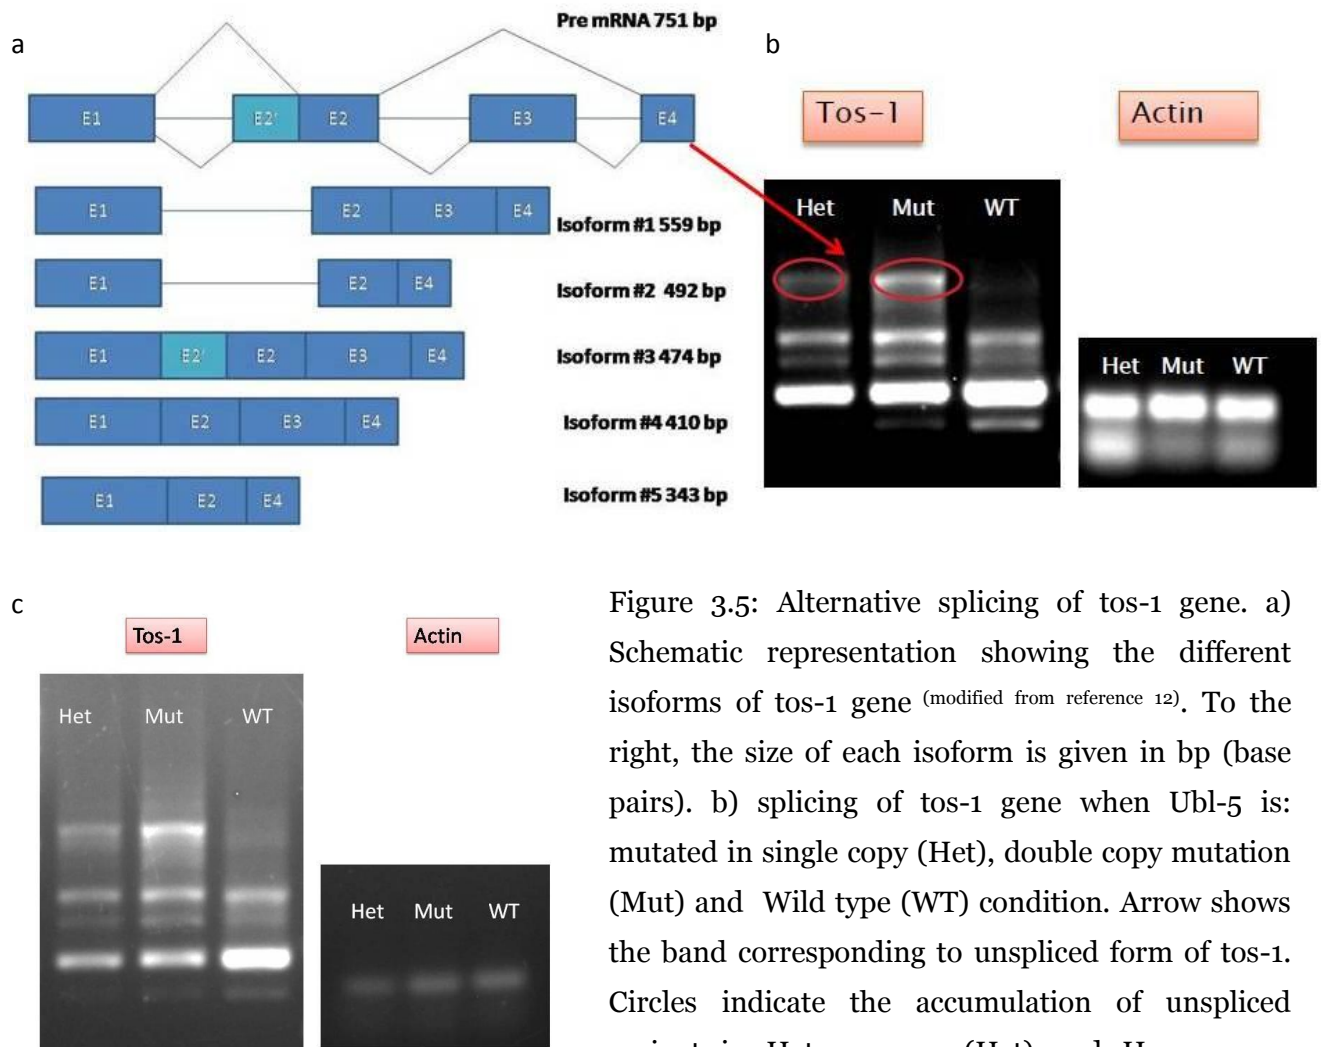 a
Pre mRNA 751 bp
E1 E2' E2 E3 E4
E1 E2 E3 E4
Isoform #1 559 bp
E1 E2 E4
Isoform #2 492 bp
E1 E2' E2 E3 E4
Isoform #3 474 bp
E1 E2 E3 E4
Isoform #4 410 bp
E1 E2 E4
Isoform #5 343 bp
b
Tos-1
Actin
Het Mut WT
Het Mut WT
c
Tos-1
Actin
Het Mut WT
Het Mut WT
Figure 3.5: Alternative splicing of tos-1 gene. a)
Schematic representation showing the different
isoforms of tos-1 gene (modified from reference 12). To the
right, the size of each isoform is given in bp (base
pairs). b) splicing of tos-1 gene when Ubl-5 is:
mutated in single copy (Het), double copy mutation
(Mut) and Wild type (WT) condition. Arrow shows
the band corresponding to unspliced form of tos-1.
Circles indicate the accumulation of unspliced
(Het) and